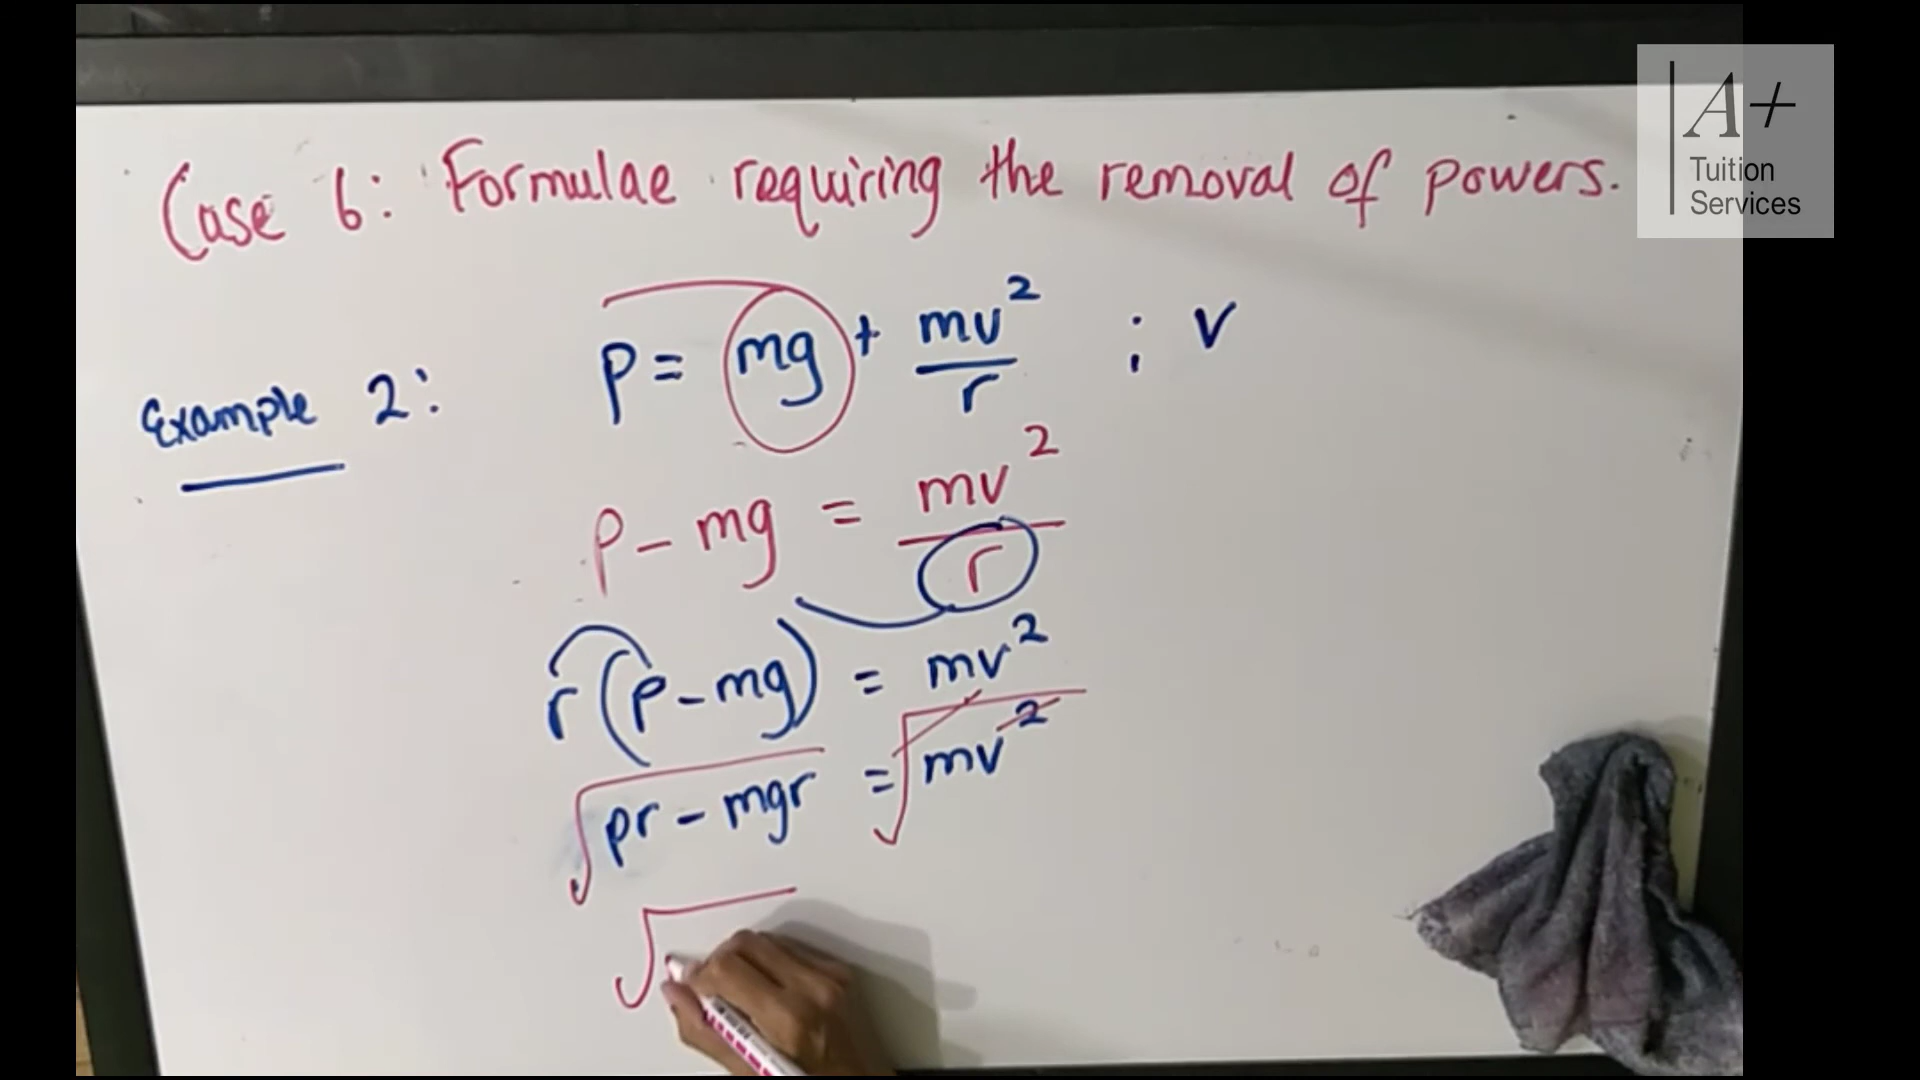 A+
Tuition
Services
Case 6: Formulae requiring the removal of powers.
Example 2: p = mg + mv²/r ; v
p - mg = mv²/r
r(p - mg) = mv²
√(pr - mgr) = √(mv²)
√